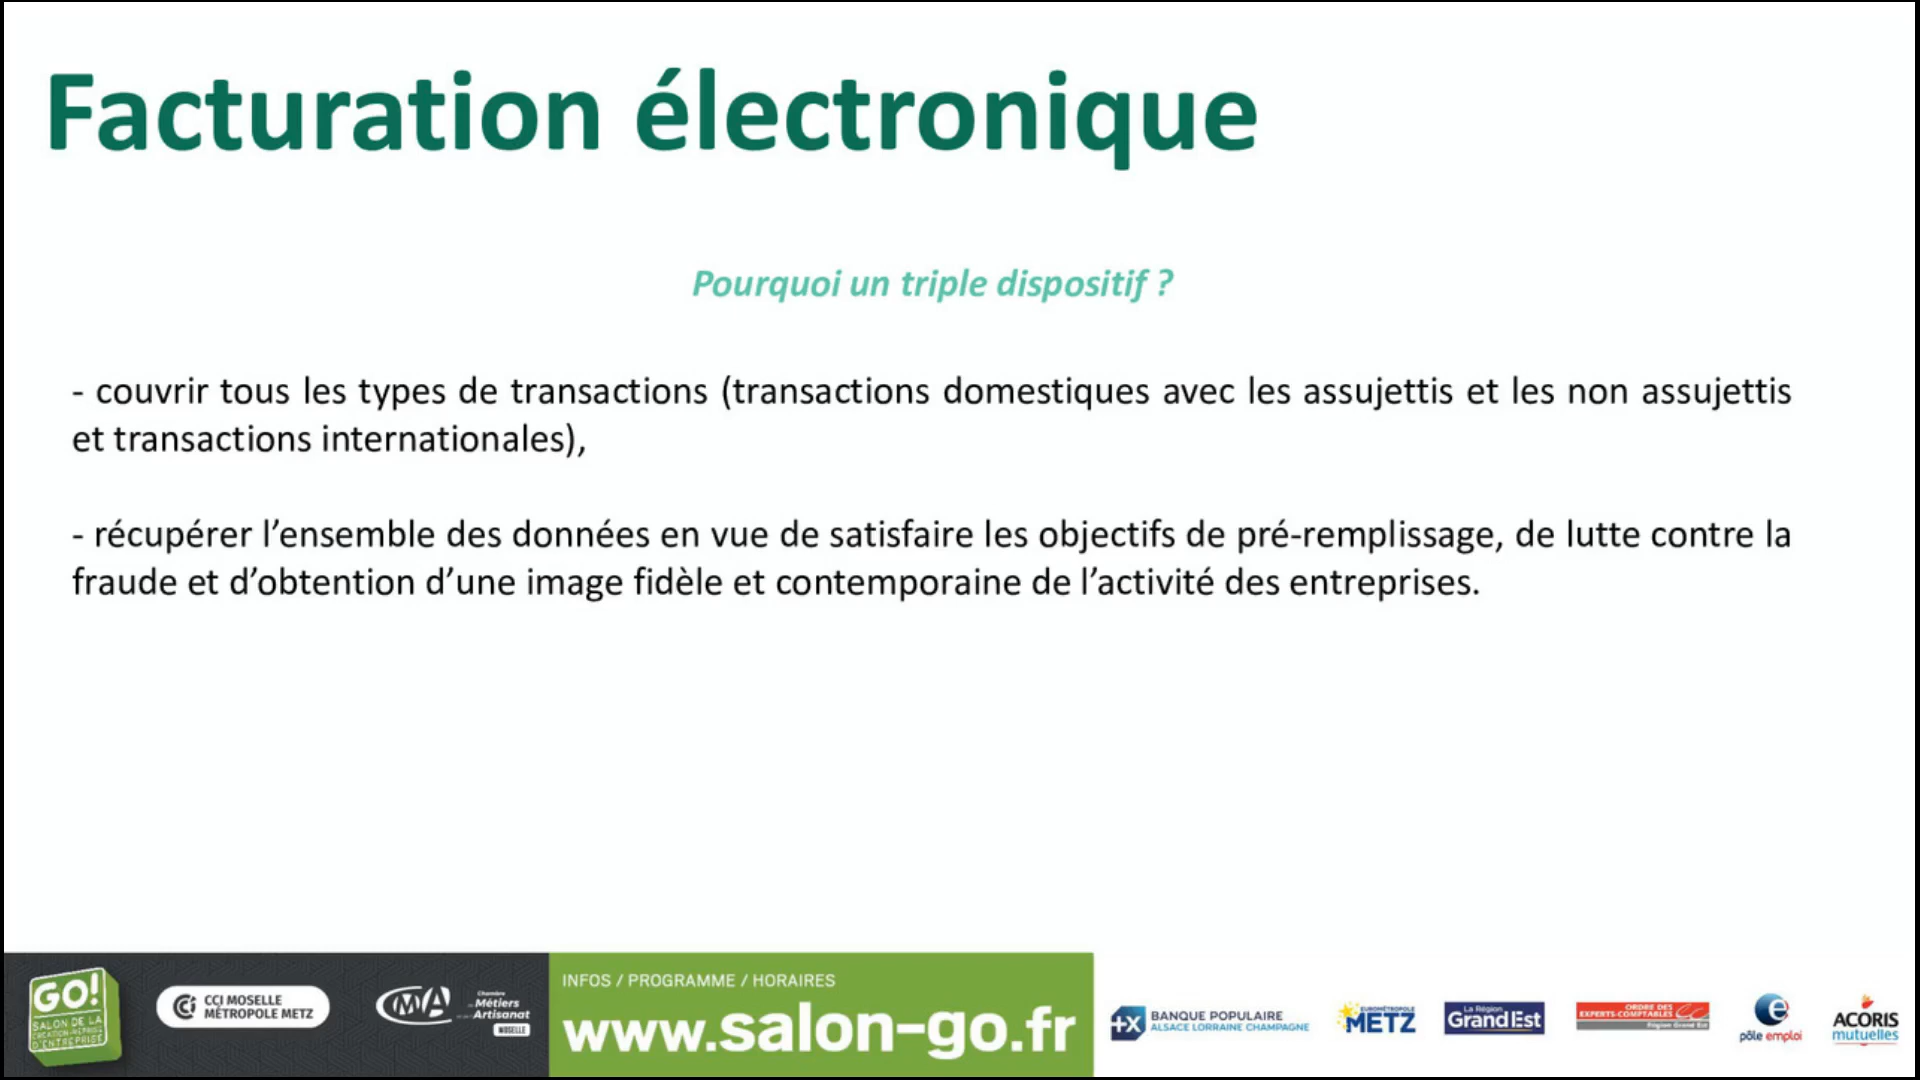 Facturation électronique
Pourquoi un triple dispositif ?
- couvrir tous les types de transactions (transactions domestiques avec les assujettis et les non assujettis
et transactions internationales),
- récupérer l’ensemble des données en vue de satisfaire les objectifs de pré-remplissage, de lutte contre la
fraude et d’obtention d’une image fidèle et contemporaine de l’activité des entreprises.
GO!
SALON DE LA
CRÉATION-REPRISE
D'ENTREPRISE
CCI MOSELLE
MÉTROPOLE METZ
CMA
Chambre
de Métiers
et de l'Artisanat
MOSELLE
INFOS / PROGRAMME / HORAIRES
www.salon-go.fr
BANQUE POPULAIRE
ALSACE LORRAINE CHAMPAGNE
EUROMÉTROPOLE
METZ
La Région
GrandEst
ORDRE DES
EXPERTS-COMPTABLES
Région Grand Est
pôle emploi
ACORIS
mutuelles